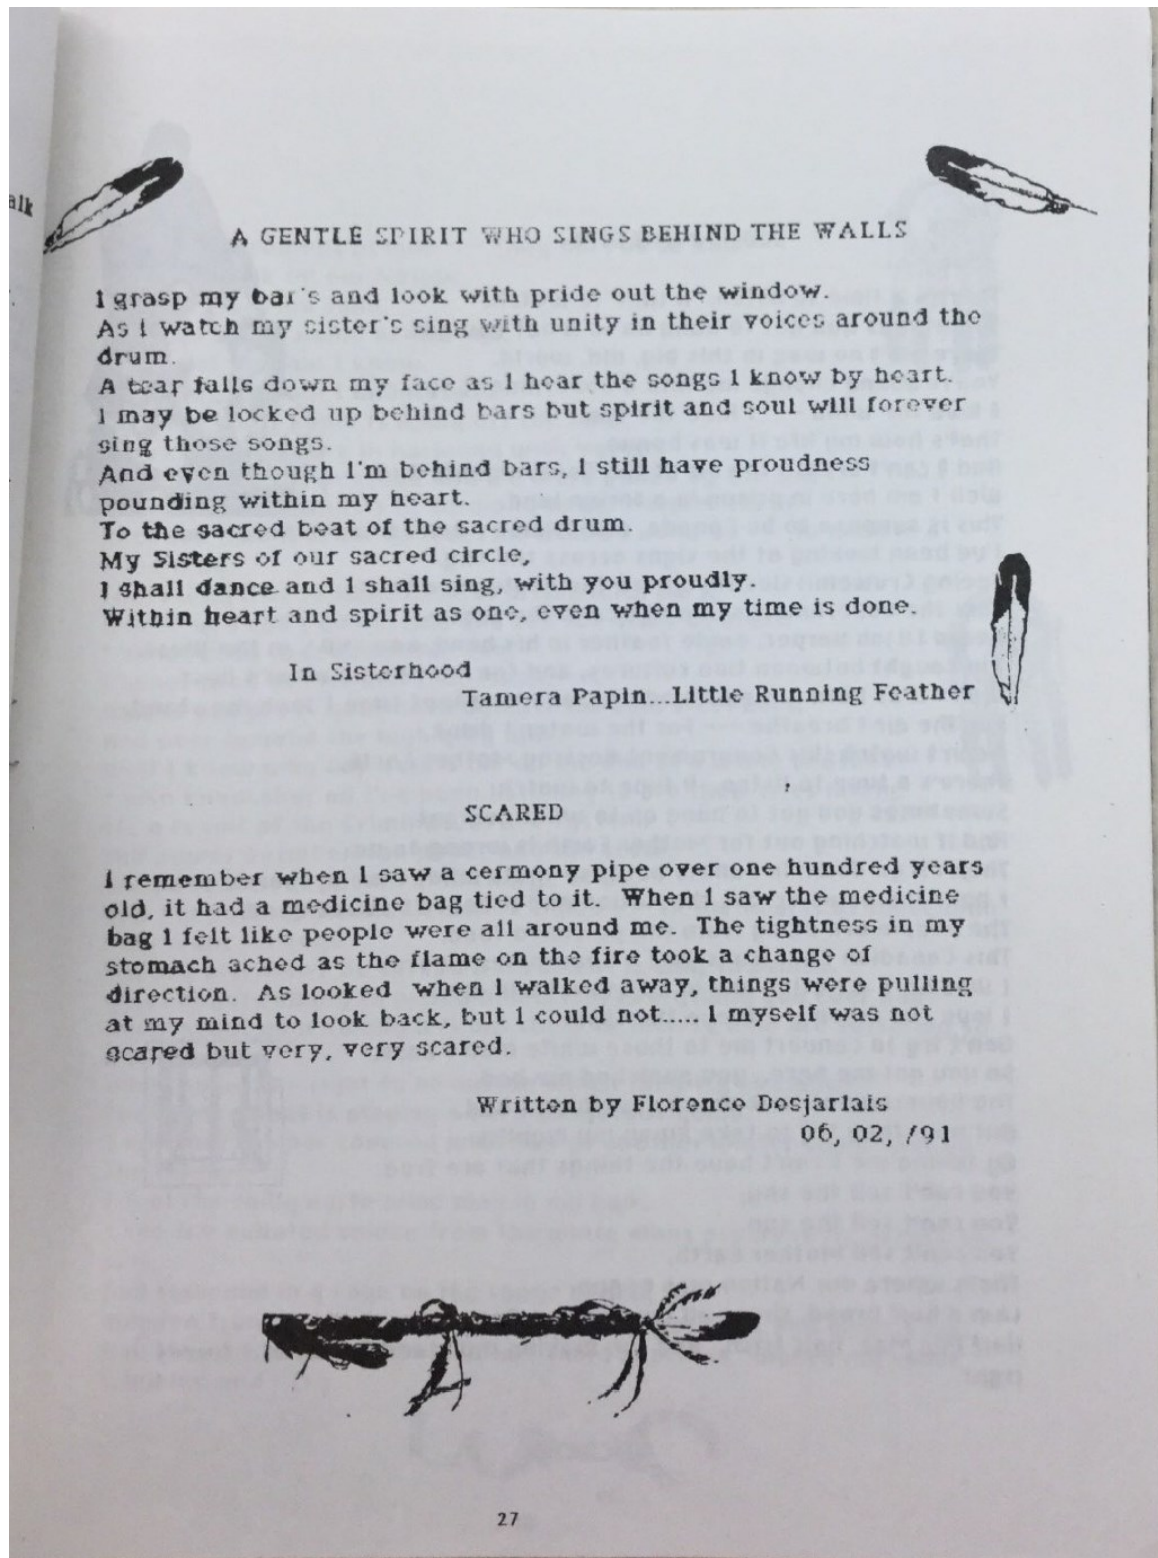 alk
A GENTLE SPIRIT WHO SINGS BEHIND THE WALLS
I grasp my bar's and look with pride out the window.
As I watch my sister's sing with unity in their voices around the
drum.
A tear falls down my face as I hear the songs I know by heart.
I may be locked up behind bars but spirit and soul will forever
sing those songs.
And even though I'm behind bars, I still have proudness
pounding within my heart.
To the sacred beat of the sacred drum.
My Sisters of our sacred circle,
I shall dance and I shall sing, with you proudly.
Within heart and spirit as one, even when my time is done.
In Sisterhood
Tamera Papin...Little Running Feather
SCARED
I remember when I saw a cermony pipe over one hundred years
old, it had a medicine bag tied to it. When I saw the medicine
bag I felt like people were all around me. The tightness in my
stomach ached as the flame on the fire took a change of
direction. As looked when I walked away, things were pulling
at my mind to look back, but I could not..... I myself was not
scared but very, very scared.
Written by Florence Desjarlais
06, 02, /91
27